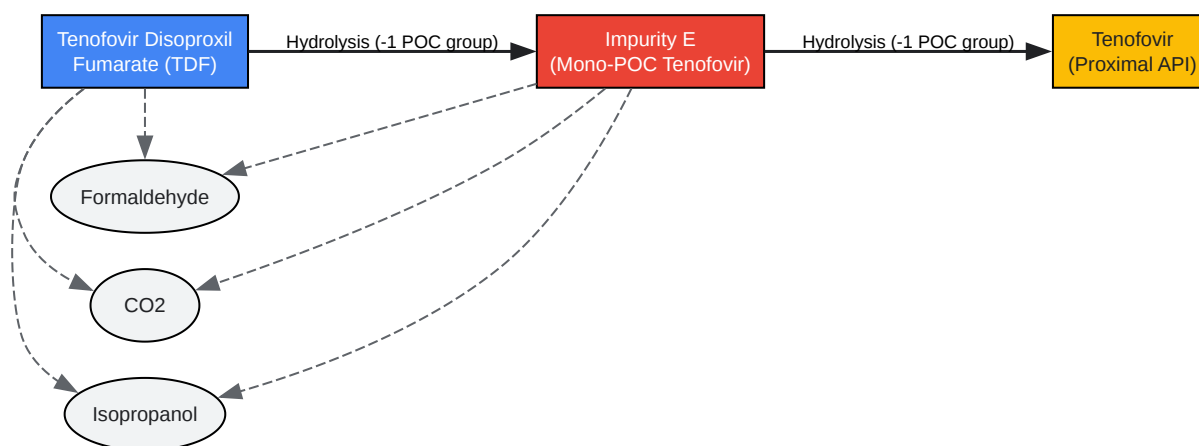 Tenofovir Disoproxil
Fumarate (TDF)
Hydrolysis (-1 POC group)
Impurity E
(Mono-POC Tenofovir)
Hydrolysis (-1 POC group)
Tenofovir
(Proximal API)
Formaldehyde
CO2
Isopropanol